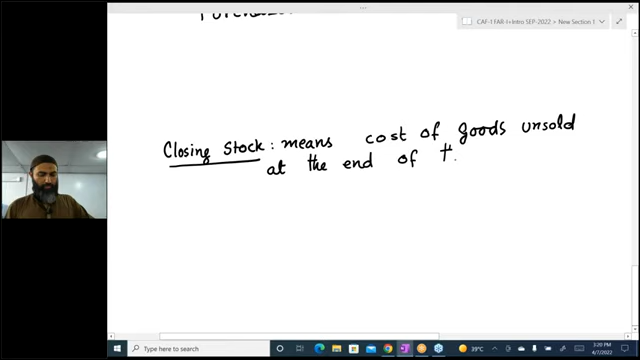 CAF-1 FAR-I+Intro SEP-2022 > New Section 1
Closing Stock : means cost of goods unsold
at the end of t
Type here to search
39°C
3:20 PM
4/7/2022